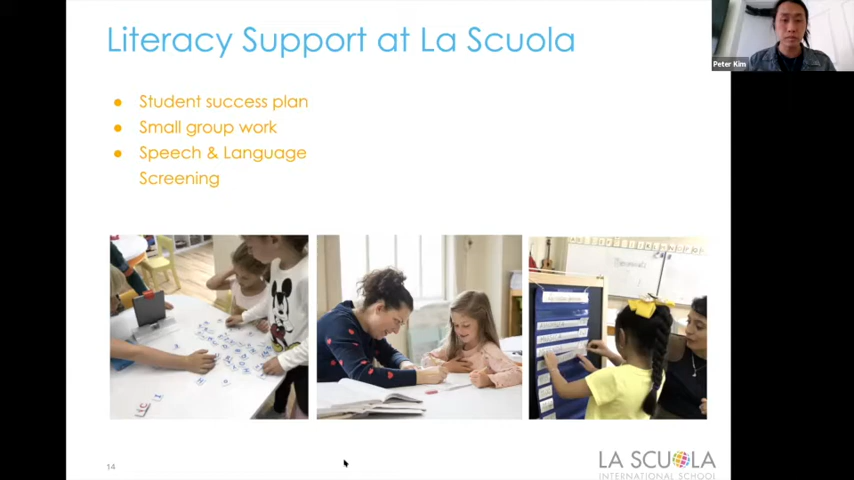 Literacy Support at La Scuola
Peter Kim
● Student success plan
● Small group work
● Speech & Language
Screening
14
LA SCUOLA
INTERNATIONAL SCHOOL